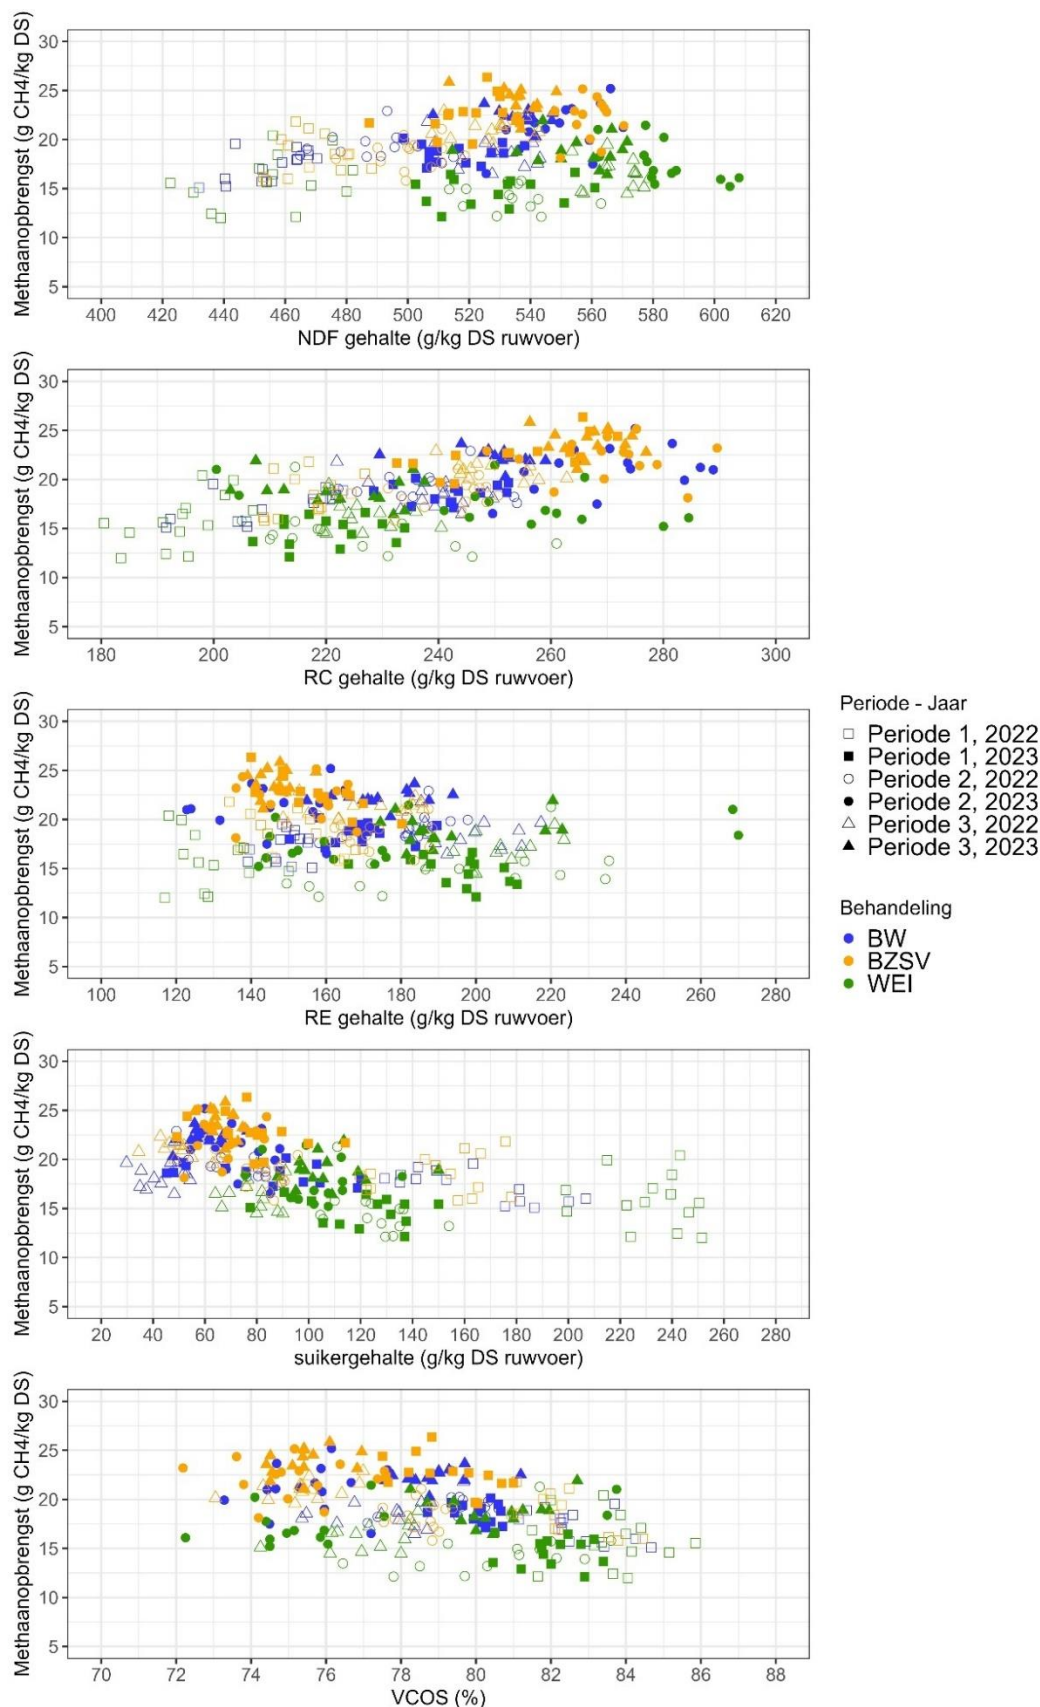 Methaanopbrengst (g CH4/kg DS)
30
25
20
15
10
5
400 420 440 460 480 500 520 540 560 580 600 620
NDF gehalte (g/kg DS ruwvoer)
Methaanopbrengst (g CH4/kg DS)
30
25
20
15
10
5
180 200 220 240 260 280 300
RC gehalte (g/kg DS ruwvoer)
Methaanopbrengst (g CH4/kg DS)
30
25
20
15
10
5
100 120 140 160 180 200 220 240 260 280
RE gehalte (g/kg DS ruwvoer)
Periode - Jaar
Periode 1, 2022
Periode 1, 2023
Periode 2, 2022
Periode 2, 2023
Periode 3, 2022
Periode 3, 2023
Behandeling
BW
BZSV
WEI
Methaanopbrengst (g CH4/kg DS)
30
25
20
15
10
5
20 40 60 80 100 120 140 160 180 200 220 240 260 280
suikergehalte (g/kg DS ruwvoer)
Methaanopbrengst (g CH4/kg DS)
30
25
20
15
10
5
70 72 74 76 78 80 82 84 86 88
VCOS (%)